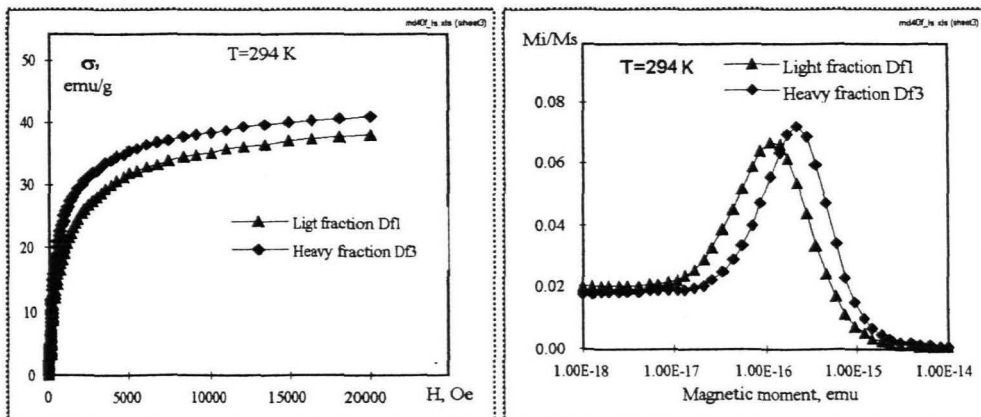 md40f_rs xls (sheet3)
σ,
emu/g
T=294 K
50
40
30
20
10
0
Ligt fraction Df1
Heavy fraction Df3
0
5000
10000
15000
20000
H, Oe
md40f_rs xls (sheet3)
Mi/Ms
T=294 K
Light fraction Df1
Heavy fraction Df3
0.08
0.06
0.04
0.02
0.00
1.00E-18
1.00E-17
1.00E-16
1.00E-15
1.00E-14
Magnetic moment, emu